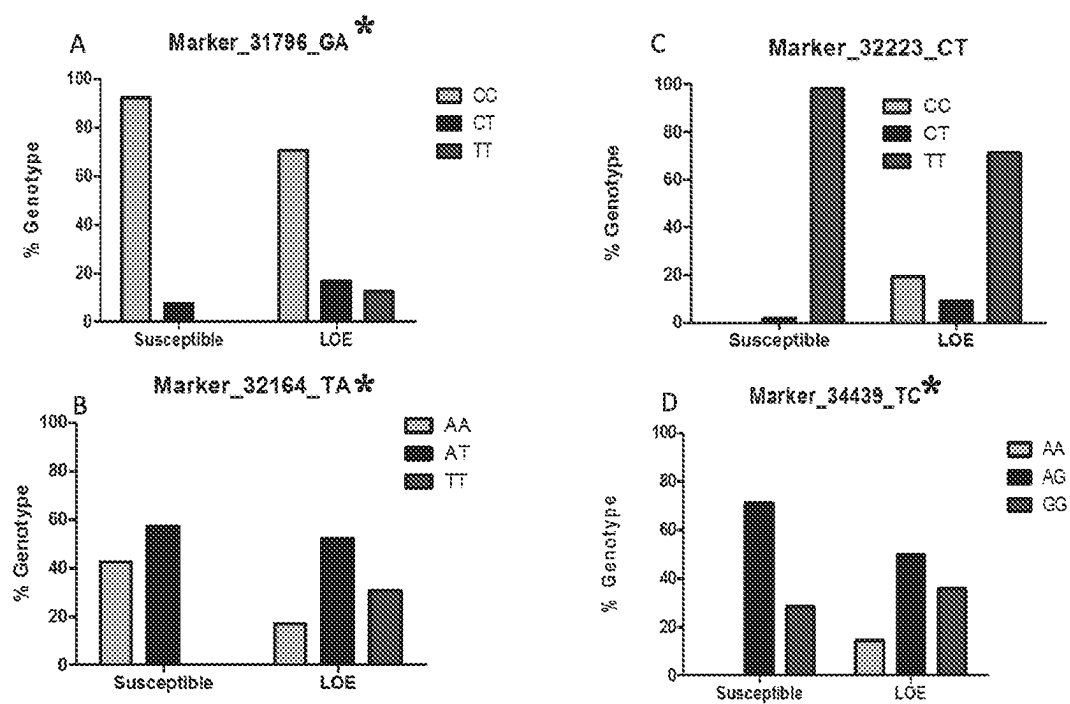 A
Marker_31796_GA*
% Genotype
100
80
60
40
20
0
Susceptible
LOE
CC
CT
TT
C
Marker_32223_CT
% Genotype
100
80
60
40
20
0
Susceptible
LOE
CC
CT
TT
B
Marker_32164_TA*
% Genotype
100
80
60
40
20
0
Susceptible
LOE
AA
AT
TT
D
Marker_34439_TC*
% Genotype
100
80
60
40
20
0
Susceptible
LOE
AA
AG
GG